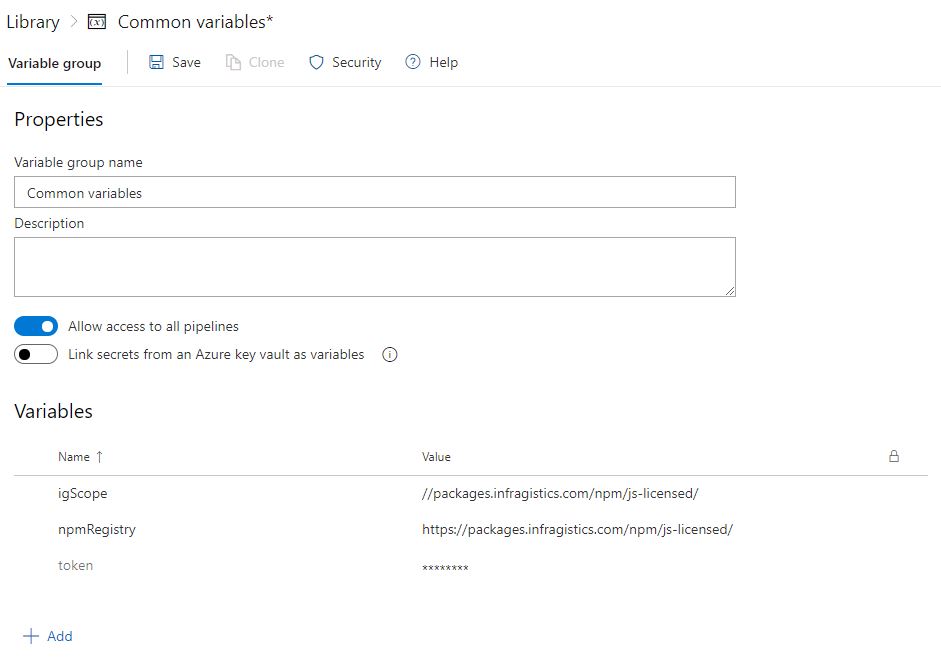 Library > Common variables*
Variable group Save Clone Security Help
Properties
Variable group name
Common variables
Description
Allow access to all pipelines
Link secrets from an Azure key vault as variables
Variables
Name ↑ Value
igScope //packages.infragistics.com/npm/js-licensed/
npmRegistry https://packages.infragistics.com/npm/js-licensed/
token ********
+ Add